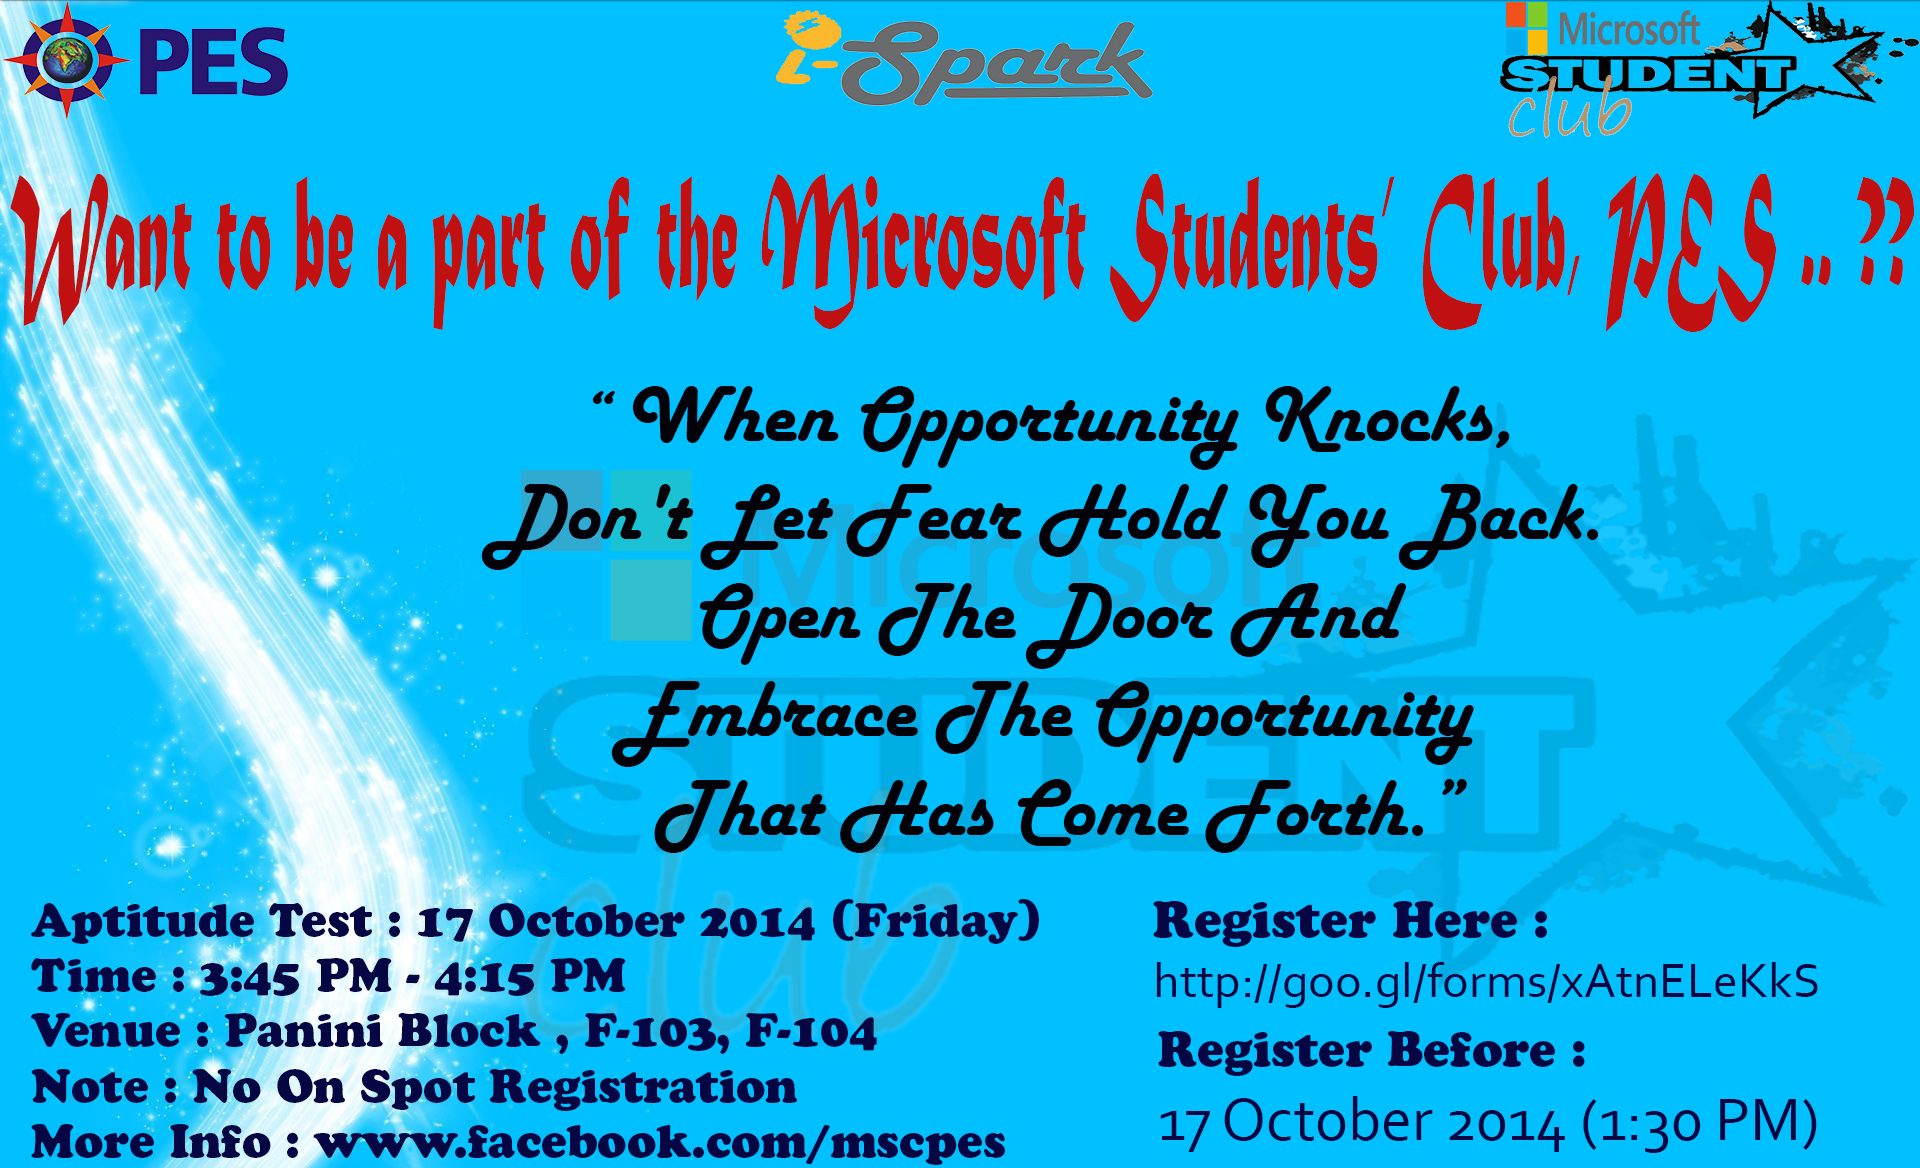 PES
i-Spark
Microsoft
STUDENT
club
Want to be a part of the Microsoft Students' Club, PES ..??
“ When Opportunity Knocks,
Don't Let Fear Hold You Back.
Open The Door And
Embrace The Opportunity
That Has Come Forth.”
Microsoft
STUDENT
club
Aptitude Test : 17 October 2014 (Friday)
Time : 3:45 PM - 4:15 PM
Venue : Panini Block , F-103, F-104
Note : No On Spot Registration
More Info : www.facebook.com/mscpes
Register Here :
http://goo.gl/forms/xAtnELeKkS
Register Before :
17 October 2014 (1:30 PM)